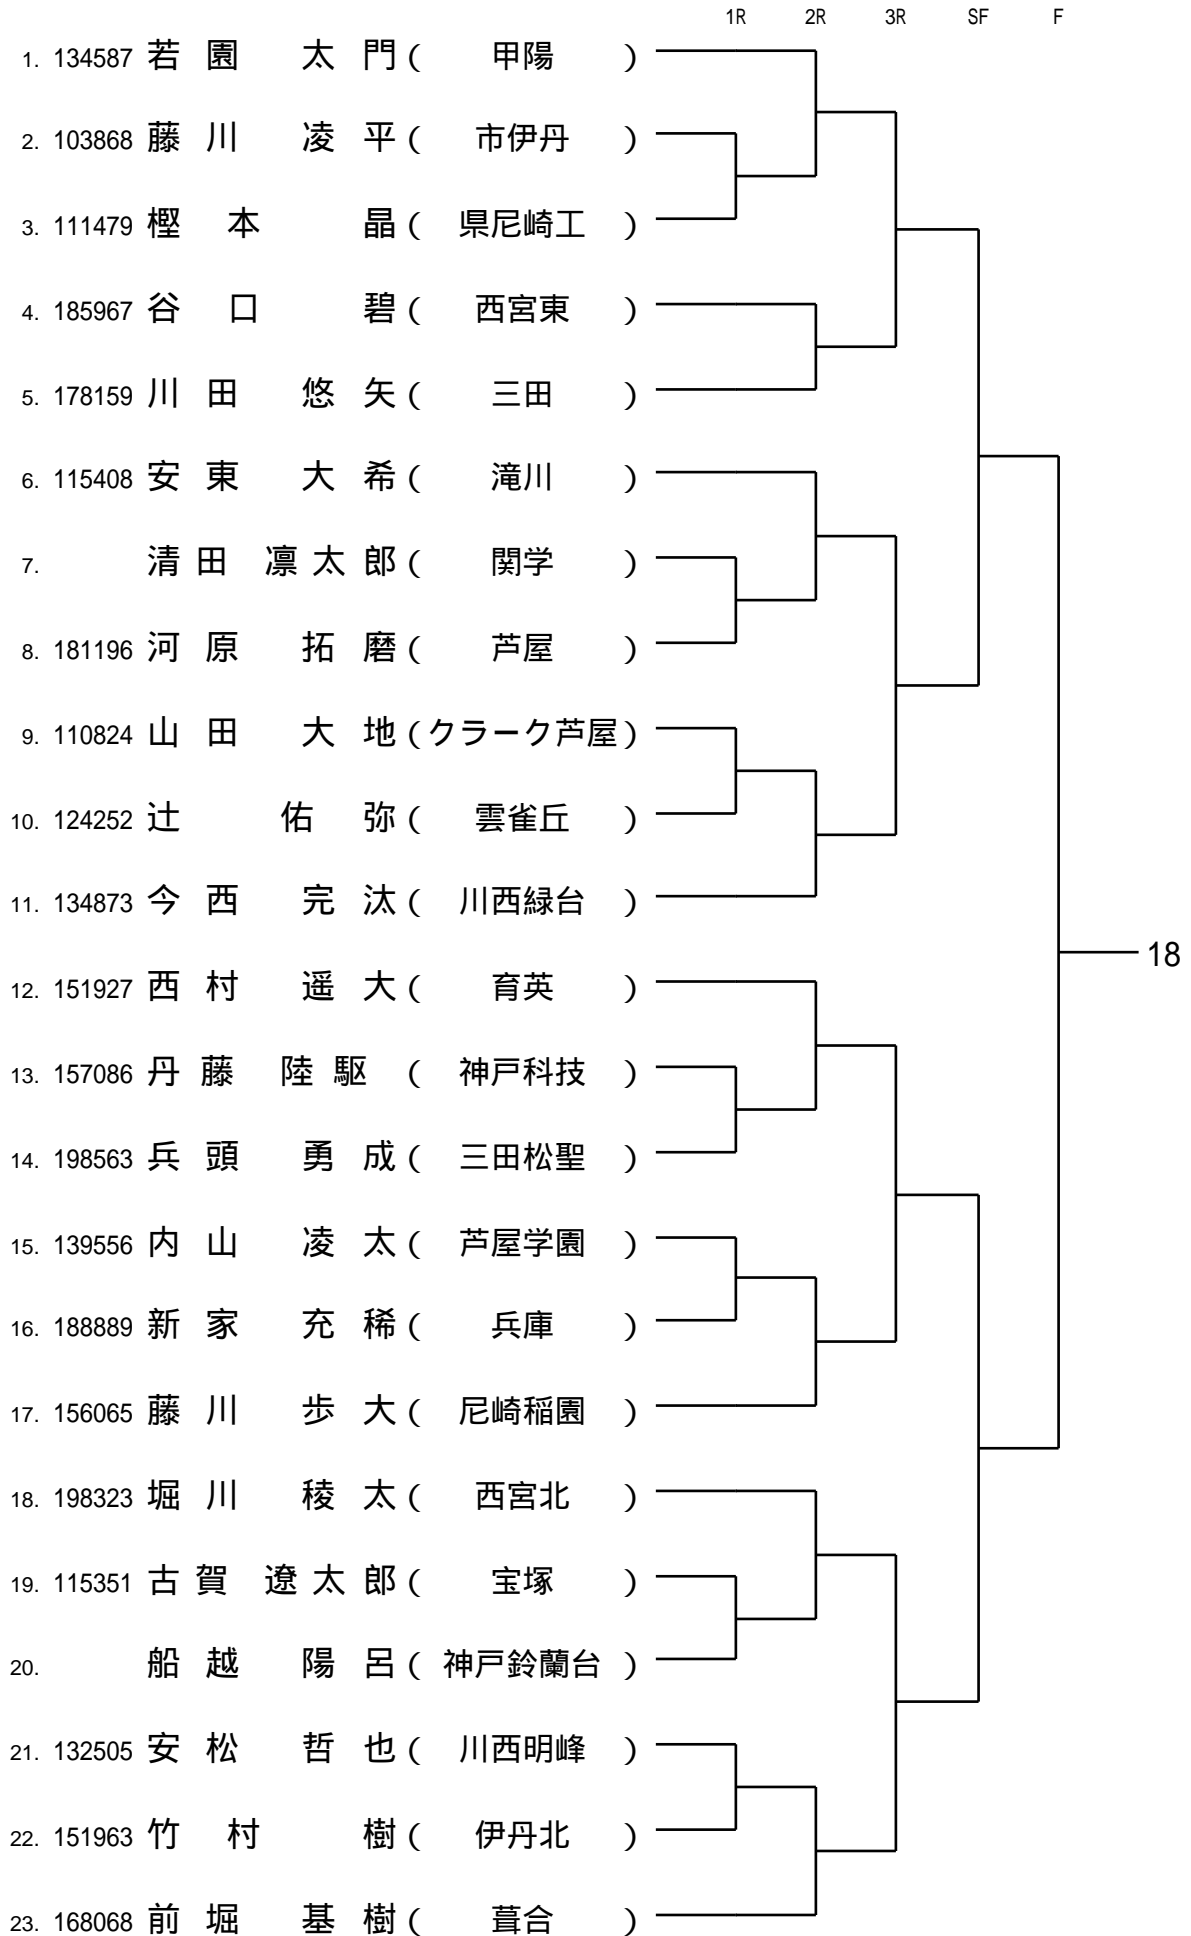 1R 2R 3R SF F
1. 134587 若園 太門 ( 甲陽 )
2. 103868 藤川 凌平 ( 市伊丹 )
3. 111479 樫本 晶 ( 県尼崎工 )
4. 185967 谷口 碧 ( 西宮東 )
5. 178159 川田 悠矢 ( 三田 )
6. 115408 安東 大希 ( 滝川 )
7. 清田 凛太郎 ( 関学 )
8. 181196 河原 拓磨 ( 芦屋 )
9. 110824 山田 大地 (クラーク芦屋)
10. 124252 辻 佑弥 ( 雲雀丘 )
11. 134873 今西 完汰 ( 川西緑台 )
18
12. 151927 西村 遥大 ( 育英 )
13. 157086 丹藤 陸駆 ( 神戸科技 )
14. 198563 兵頭 勇成 ( 三田松聖 )
15. 139556 内山 凌太 ( 芦屋学園 )
16. 188889 新家 充稀 ( 兵庫 )
17. 156065 藤川 歩大 ( 尼崎稲園 )
18. 198323 堀川 稜太 ( 西宮北 )
19. 115351 古賀 遼太郎 ( 宝塚 )
20. 船越 陽呂 ( 神戸鈴蘭台 )
21. 132505 安松 哲也 ( 川西明峰 )
22. 151963 竹村 樹 ( 伊丹北 )
23. 168068 前堀 基樹 ( 葺合 )